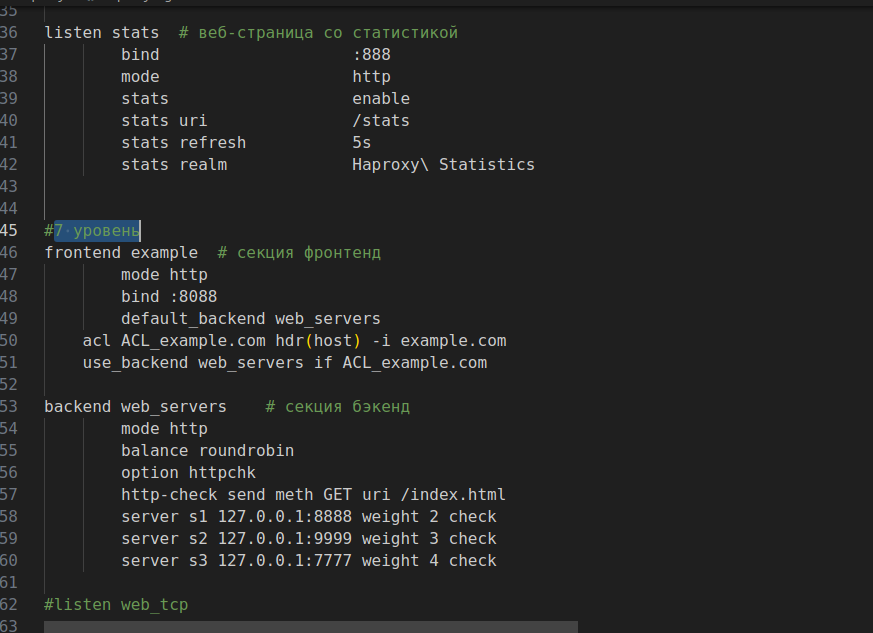 35
36 listen stats  # веб-страница со статистикой
37         bind                    :888
38         mode                    http
39         stats                   enable
40         stats uri               /stats
41         stats refresh           5s
42         stats realm             Haproxy\ Statistics
43
44
45 #7 уровень
46 frontend example  # секция фронтенд
47         mode http
48         bind :8088
49         default_backend web_servers
50     acl ACL_example.com hdr(host) -i example.com
51     use_backend web_servers if ACL_example.com
52
53 backend web_servers    # секция бэкенд
54         mode http
55         balance roundrobin
56         option httpchk
57         http-check send meth GET uri /index.html
58         server s1 127.0.0.1:8888 weight 2 check
59         server s2 127.0.0.1:9999 weight 3 check
60         server s3 127.0.0.1:7777 weight 4 check
61
62 #listen web_tcp
63